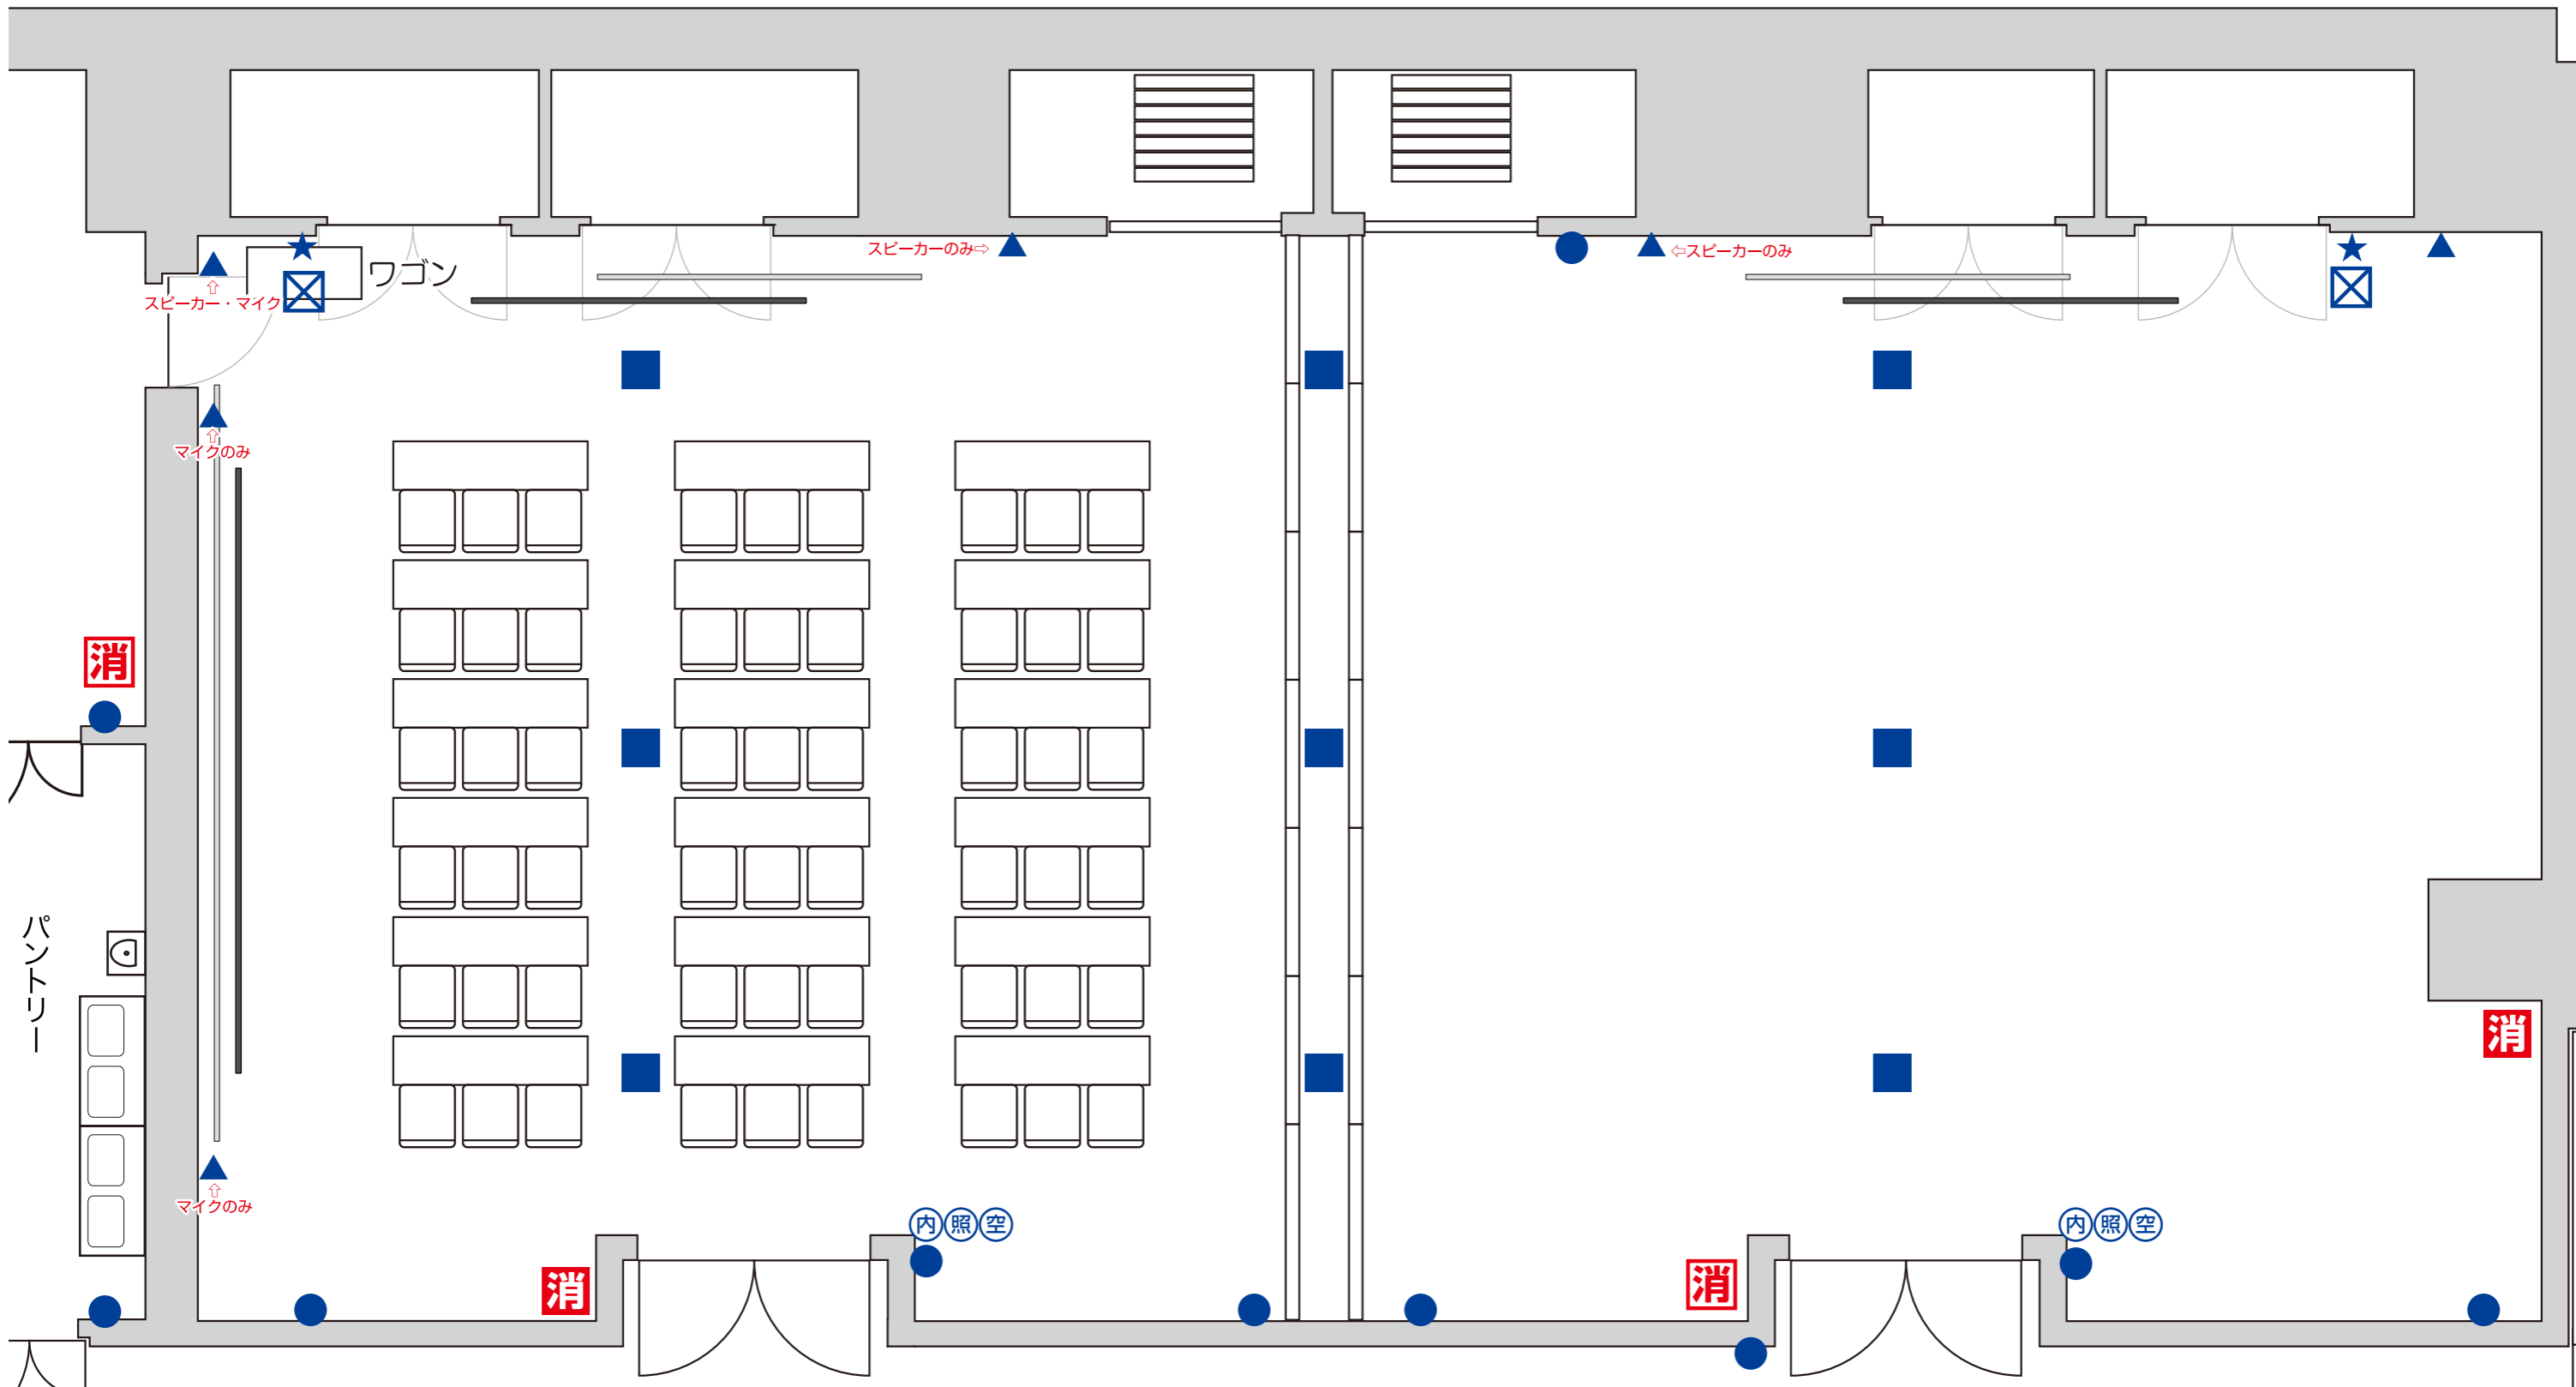 スピーカーのみ⇨
⇦スピーカーのみ
ワゴン
⇧
スピーカー・マイク
⇧
マイクのみ
消
パントリー
消
⇧
マイクのみ
内照空
内照空
消
消